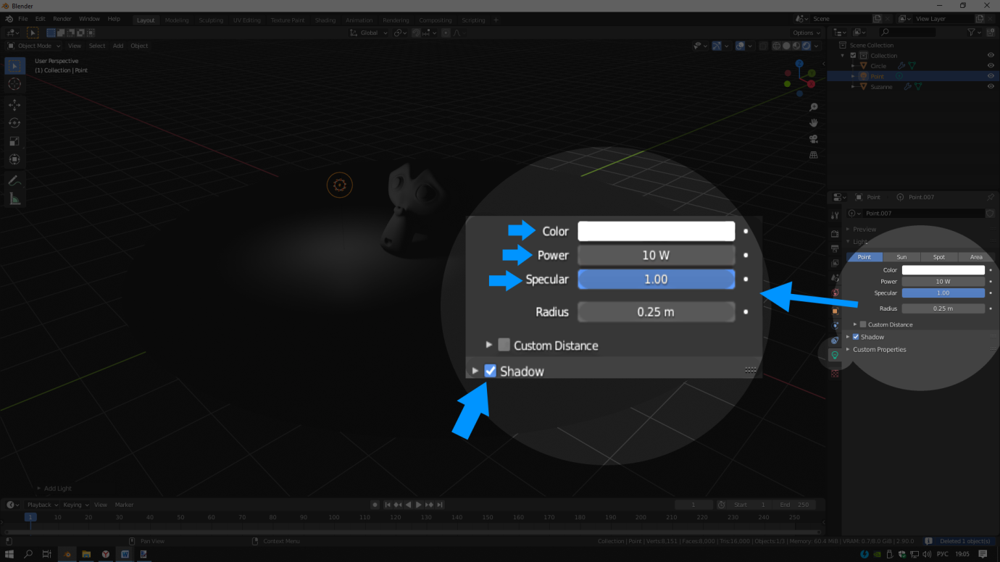 Blender
File Edit Render Window Help Layout Modeling Sculpting UV Editing Texture Paint Shading Animation Rendering Compositing Scripting + Scene View Layer
Global Options
Object Mode View Select Add Object
User Perspective
(1) Collection | Point
Scene Collection
Collection
Circle
Point
Suzanne
Z
Point Point.007
Point.007
Preview
Light
Point Sun Spot Area
Color
Power 10 W
Specular 1.00
Radius 0.25 m
Custom Distance
Shadow
Custom Properties
Color
Power 10 W
Specular 1.00
Radius 0.25 m
Custom Distance
Shadow
Add Light
Playback Keying View Marker 1 Start 1 End 250
1 10 20 30 40 50 60 70 80 90 100 110 120 130 140 150 160 170 180 190 200 210 220 230 240 250
Pan View Context Menu Collection | Point | Verts:8,151 | Faces:8,000 | Tris:16,000 | Objects:1/3 | Memory: 60.4 MiB | VRAM: 0.7/8.0 GiB | 2.90.0 Deleted 1 object(s)
W РУС 19:05